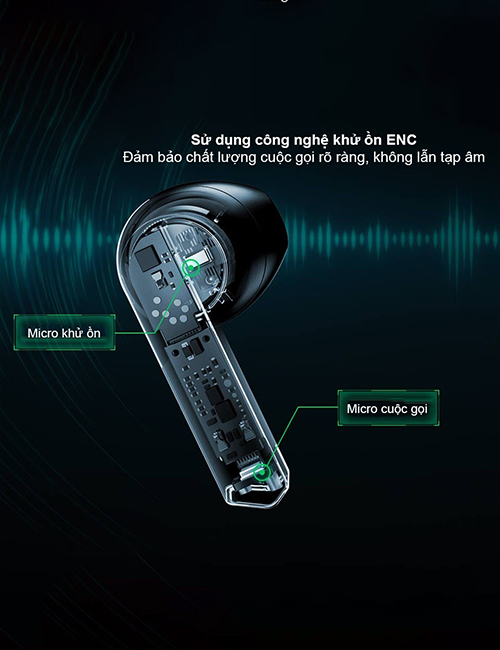 Sử dụng công nghệ khử ồn ENC
Đảm bảo chất lượng cuộc gọi rõ ràng, không lẫn tạp âm
Micro khử ồn
Micro cuộc gọi